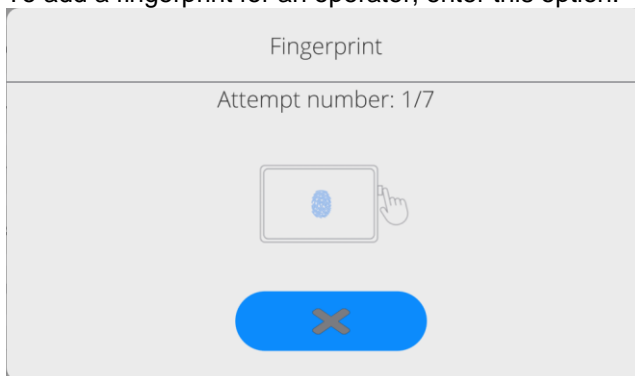 To add a fingerprint for an operator, enter this option.
Fingerprint
Attempt number: 1/7